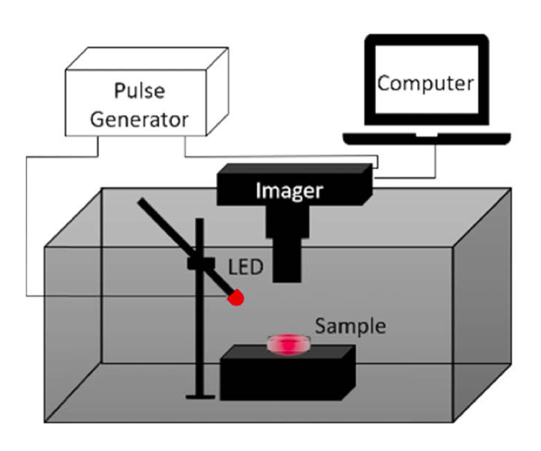 Pulse
Generator
Computer
Imager
LED
Sample